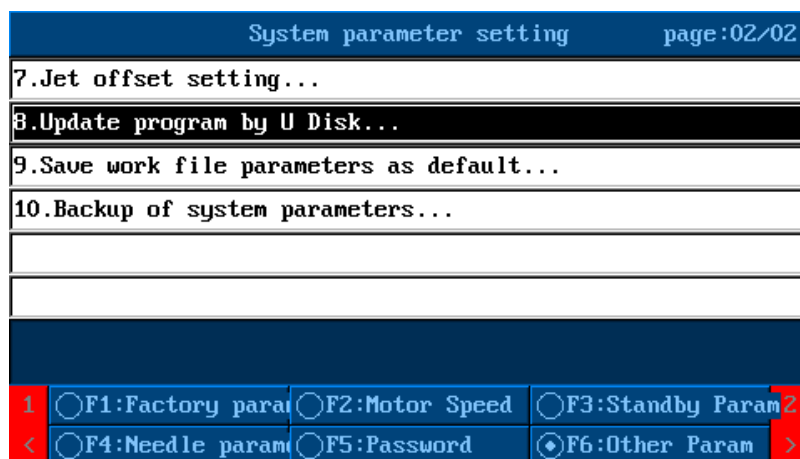 System parameter setting page:02/02
7.Jet offset setting...
8.Update program by U Disk...
9.Save work file parameters as default...
10.Backup of system parameters...
1 F1:Factory para F2:Motor Speed F3:Standby Param 2
< F4:Needle param F5:Password F6:Other Param >